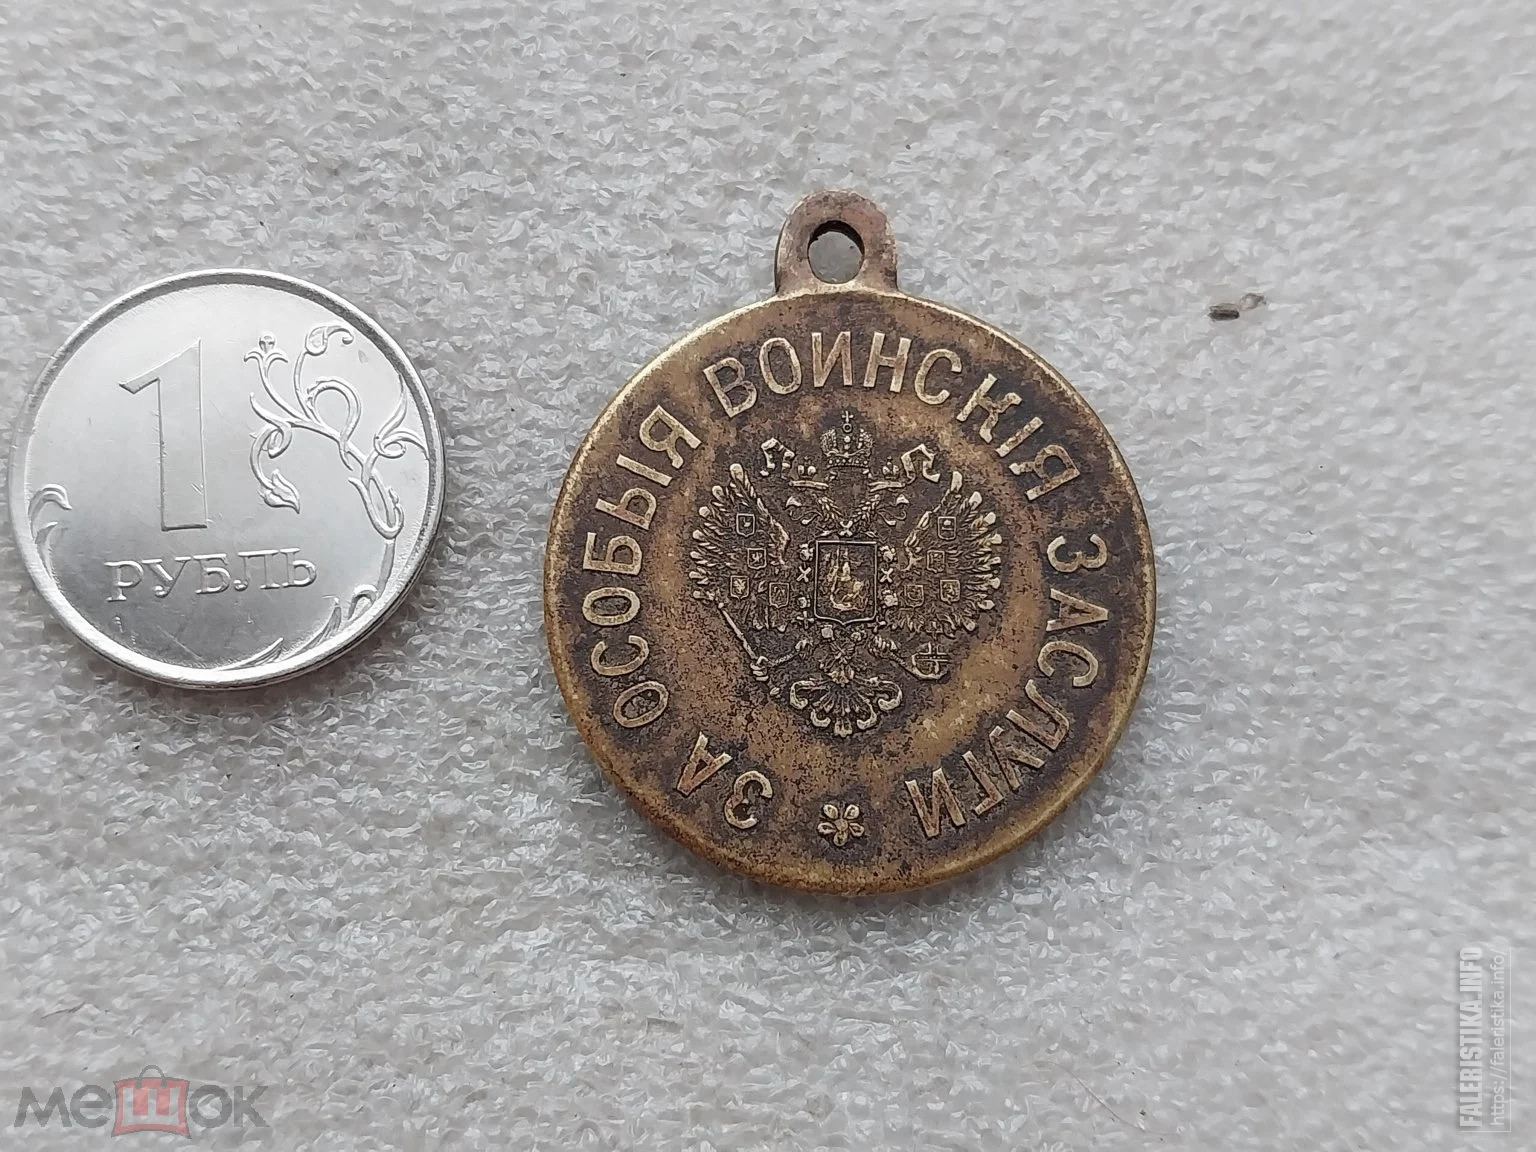 1
РУБЛЬ
ЗА ОСОБЫЯ ВОИНСКІЯ ЗАСЛУГИ
мешок
FALERISTIKA.INFO
https://faleristika.info